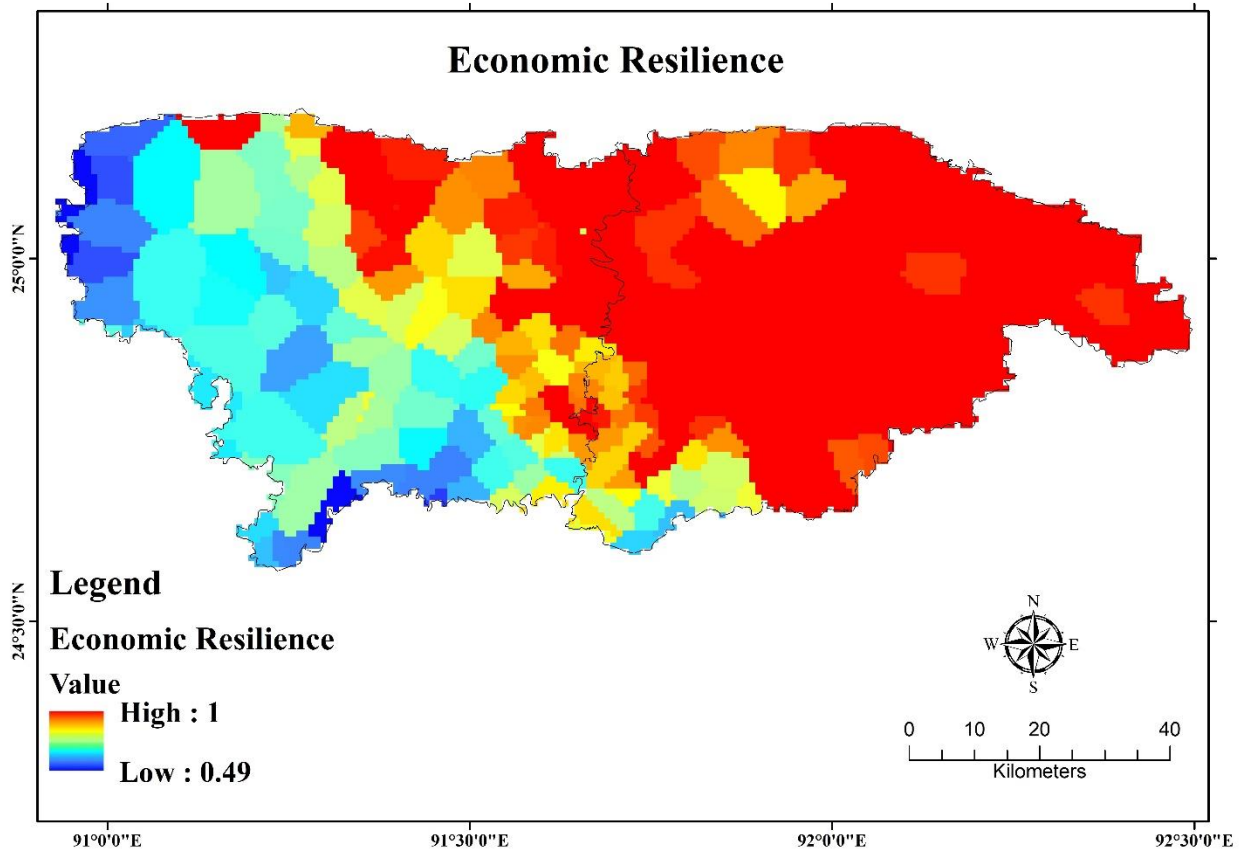 Economic Resilience
25°0'0"N
24°30'0"N
Legend
Economic Resilience
Value
High : 1
Low : 0.49
N
W E
S
0 10 20 40
Kilometers
91°0'0"E 91°30'0"E 92°0'0"E 92°30'0"E